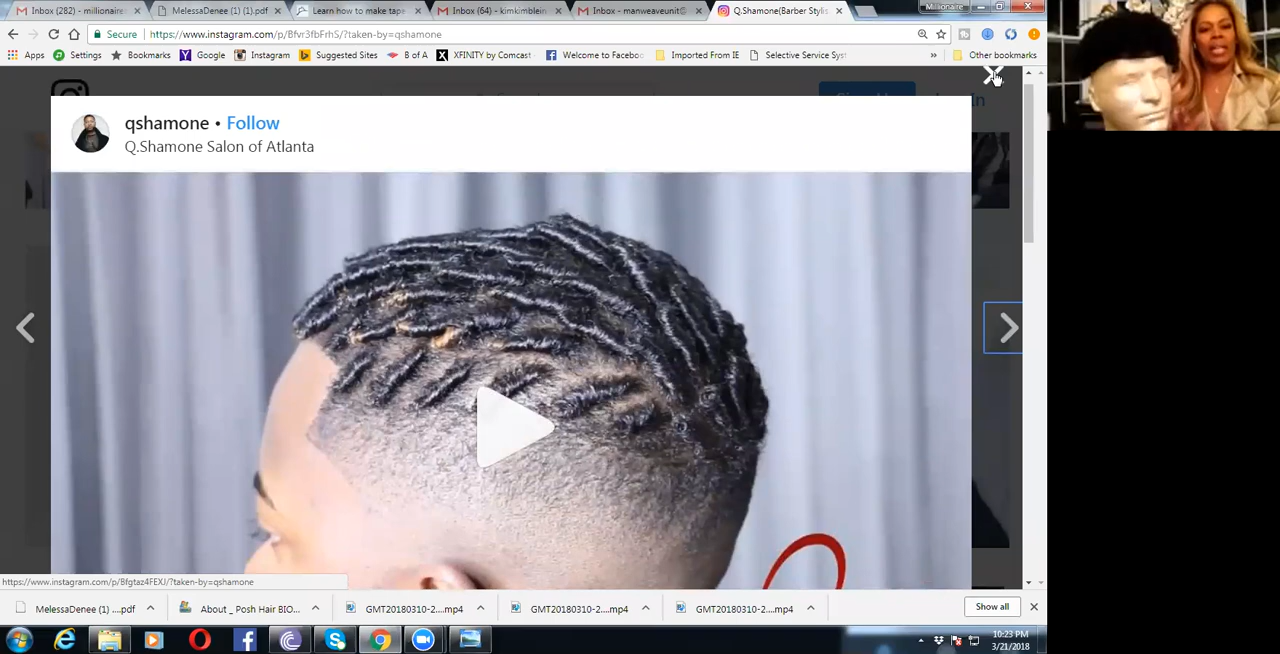 Inbox (282) - millionaire
MelessaDenee (1) (1).pdf
Learn how to make tape
Inbox (64) - kimkimblein
Inbox - manweaveunit@
Q.Shamone(Barber Stylis
Millionaire
Secure
https://www.instagram.com/p/Bfvr3fbFrhS/?taken-by=qshamone
Apps
Settings
Bookmarks
Google
Instagram
Suggested Sites
B of A
XFINITY by Comcast
Welcome to Faceboo
Imported From IE
Selective Service Syst
»
Other bookmarks
qshamone • Follow
Q.Shamone Salon of Atlanta
https://www.instagram.com/p/Bfgtaz4FEXJ/?taken-by=qshamone
MelessaDenee (1) ....pdf
About _ Posh Hair BIO...
GMT20180310-2....mp4
GMT20180310-2....mp4
GMT20180310-2....mp4
Show all
10:23 PM
3/21/2018